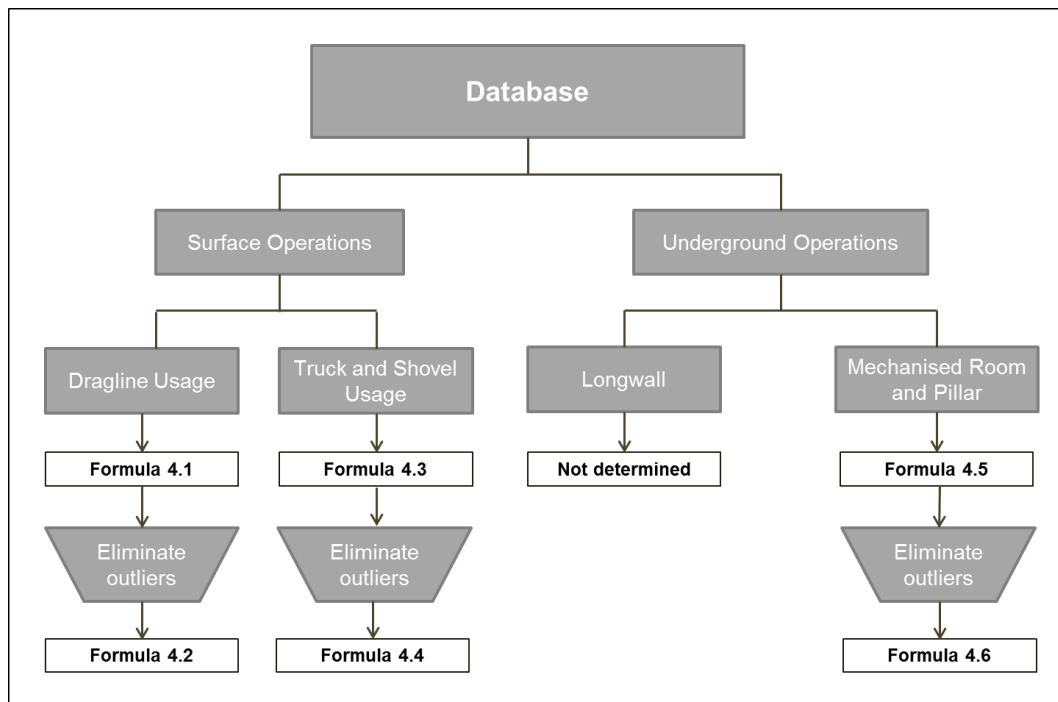 Database
Surface Operations
Underground Operations
Dragline Usage
Truck and Shovel
Usage
Longwall
Mechanised Room
and Pillar
Formula 4.1
Formula 4.3
Not determined
Formula 4.5
Eliminate
outliers
Eliminate
outliers
Eliminate
outliers
Formula 4.2
Formula 4.4
Formula 4.6